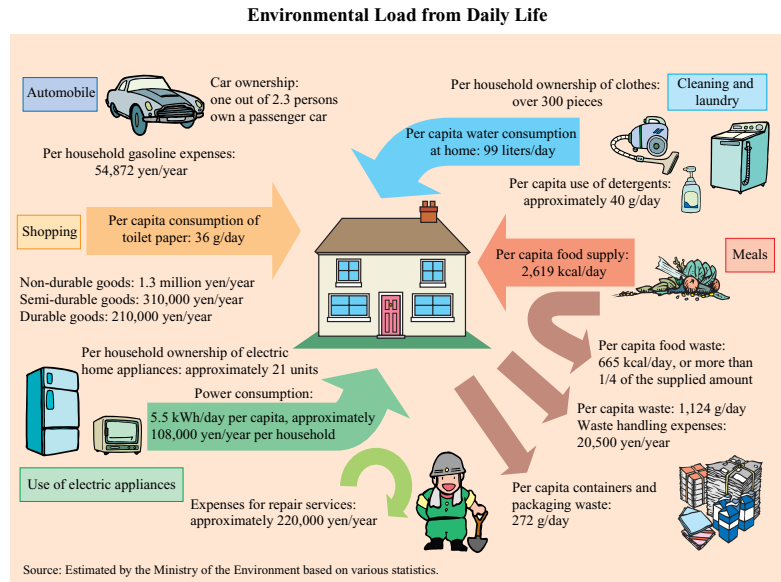 Environmental Load from Daily Life
Automobile
Car ownership:
one out of 2.3 persons
own a passenger car
Per household gasoline expenses:
54,872 yen/year
Per household ownership of clothes:
over 300 pieces
Cleaning and
laundry
Per capita water consumption
at home: 99 liters/day
Per capita use of detergents:
approximately 40 g/day
Shopping
Per capita consumption of
toilet paper: 36 g/day
Non-durable goods: 1.3 million yen/year
Semi-durable goods: 310,000 yen/year
Durable goods: 210,000 yen/year
Per capita food supply:
2,619 kcal/day
Meals
Per capita food waste:
665 kcal/day, or more than
1/4 of the supplied amount
Per capita waste: 1,124 g/day
Waste handling expenses:
20,500 yen/year
Per capita containers and
packaging waste:
272 g/day
Per household ownership of electric
home appliances: approximately 21 units
Power consumption:
5.5 kWh/day per capita, approximately
108,000 yen/year per household
Use of electric appliances
Expenses for repair services:
approximately 220,000 yen/year
Source: Estimated by the Ministry of the Environment based on various statistics.